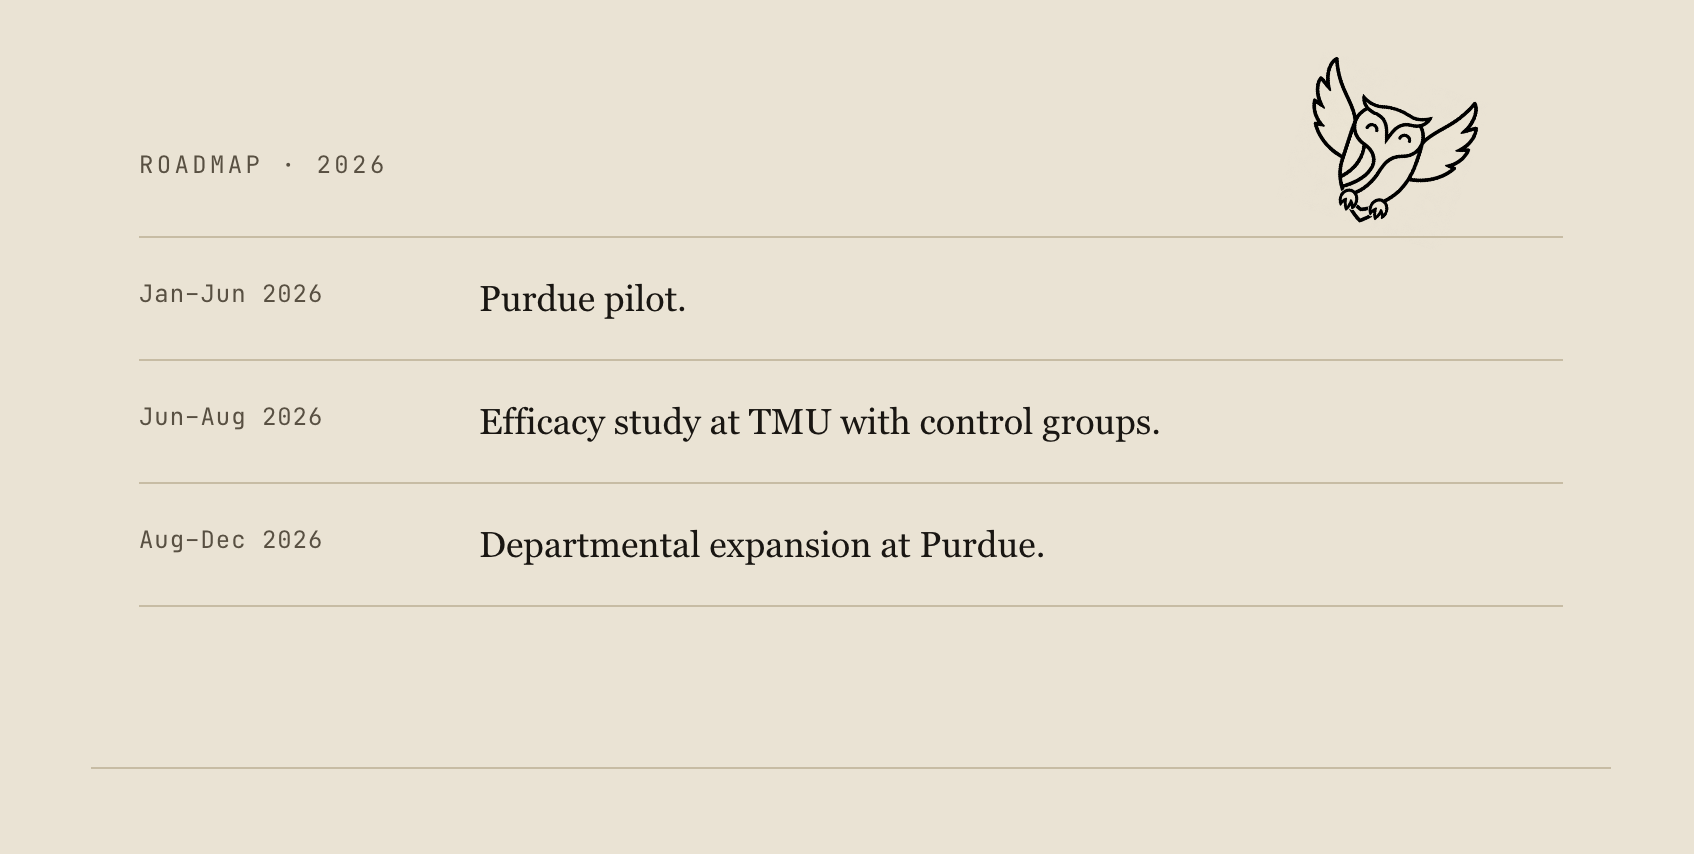 ROADMAP · 2026
Jan–Jun 2026
Purdue pilot.
Jun–Aug 2026
Efficacy study at TMU with control groups.
Aug–Dec 2026
Departmental expansion at Purdue.